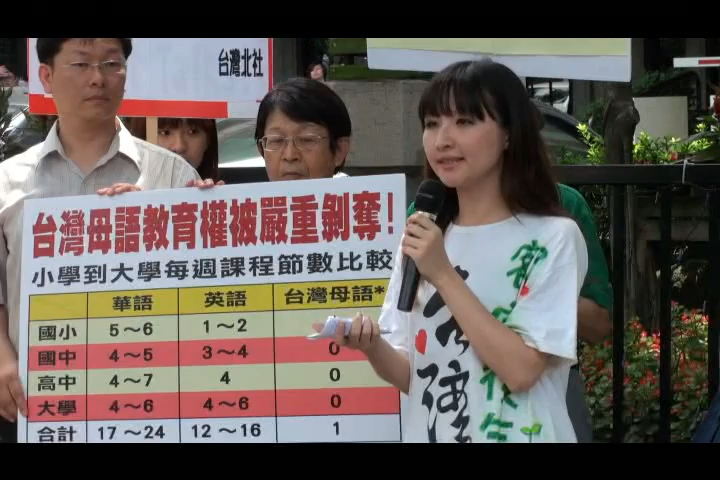 台灣北社
台灣母語教育權被嚴重剝奪!
小學到大學每週課程節數比較
華語 英語 台灣母語*
國小 5～6 1～2
國中 4～5 3～4 0
高中 4～7 4 0
大學 4～6 4～6 0
合計 17～24 12～16 1